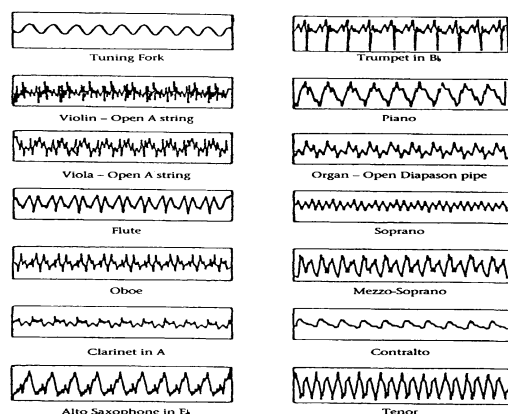 Tuning Fork
Trumpet in B♭
Violin – Open A string
Piano
Viola – Open A string
Organ – Open Diapason pipe
Flute
Soprano
Oboe
Mezzo-Soprano
Clarinet in A
Contralto
Alto Saxophone in E♭
Tenor